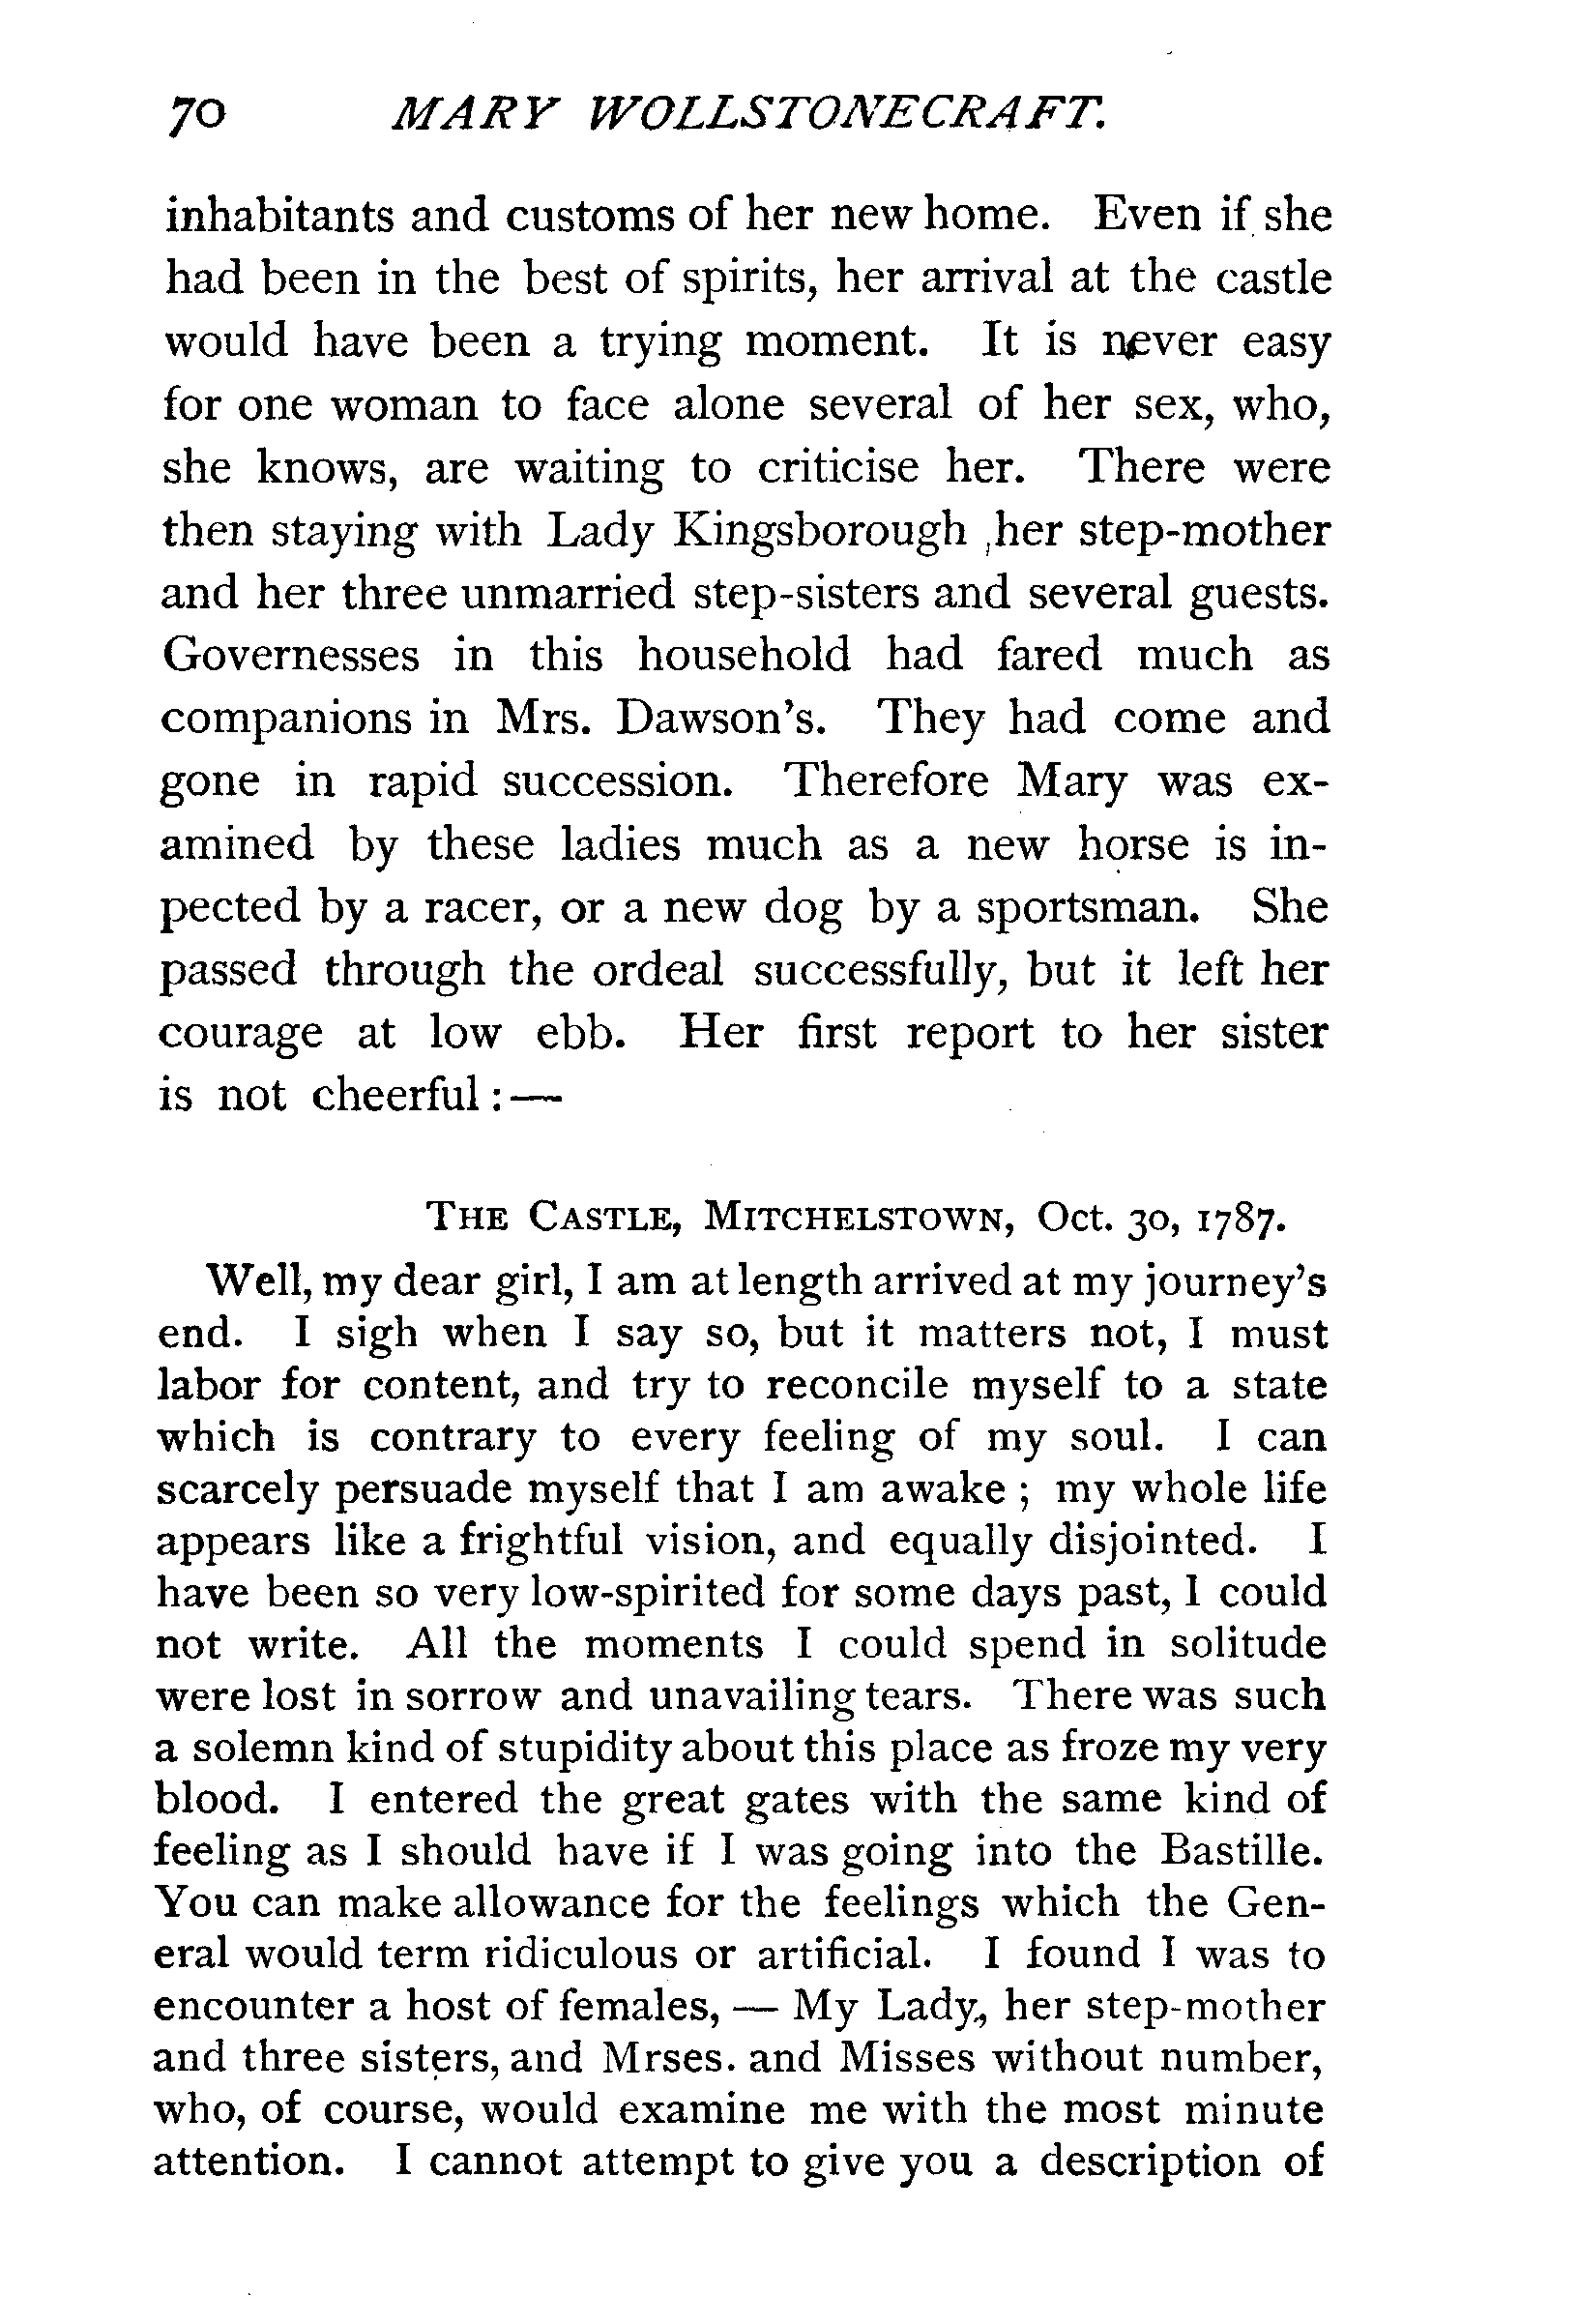 70 MARY WOLLSTONECRAFT.
inhabitants and customs of her new home. Even if she
had been in the best of spirits, her arrival at the castle
would have been a trying moment. It is never easy
for one woman to face alone several of her sex, who,
she knows, are waiting to criticise her. There were
then staying with Lady Kingsborough ,her step-mother
and her three unmarried step-sisters and several guests.
Governesses in this household had fared much as
companions in Mrs. Dawson's. They had come and
gone in rapid succession. Therefore Mary was ex-
amined by these ladies much as a new horse is in-
pected by a racer, or a new dog by a sportsman. She
passed through the ordeal successfully, but it left her
courage at low ebb. Her first report to her sister
is not cheerful:—
THE CASTLE, MITCHELSTOWN, Oct. 30, 1787.
Well, my dear girl, I am at length arrived at my journey's
end. I sigh when I say so, but it matters not, I must
labor for content, and try to reconcile myself to a state
which is contrary to every feeling of my soul. I can
scarcely persuade myself that I am awake; my whole life
appears like a frightful vision, and equally disjointed. I
have been so very low-spirited for some days past, I could
not write. All the moments I could spend in solitude
were lost in sorrow and unavailing tears. There was such
a solemn kind of stupidity about this place as froze my very
blood. I entered the great gates with the same kind of
feeling as I should have if I was going into the Bastille.
You can make allowance for the feelings which the Gen-
eral would term ridiculous or artificial. I found I was to
encounter a host of females, — My Lady, her step-mother
and three sisters, and Mrses. and Misses without number,
who, of course, would examine me with the most minute
attention. I cannot attempt to give you a description of